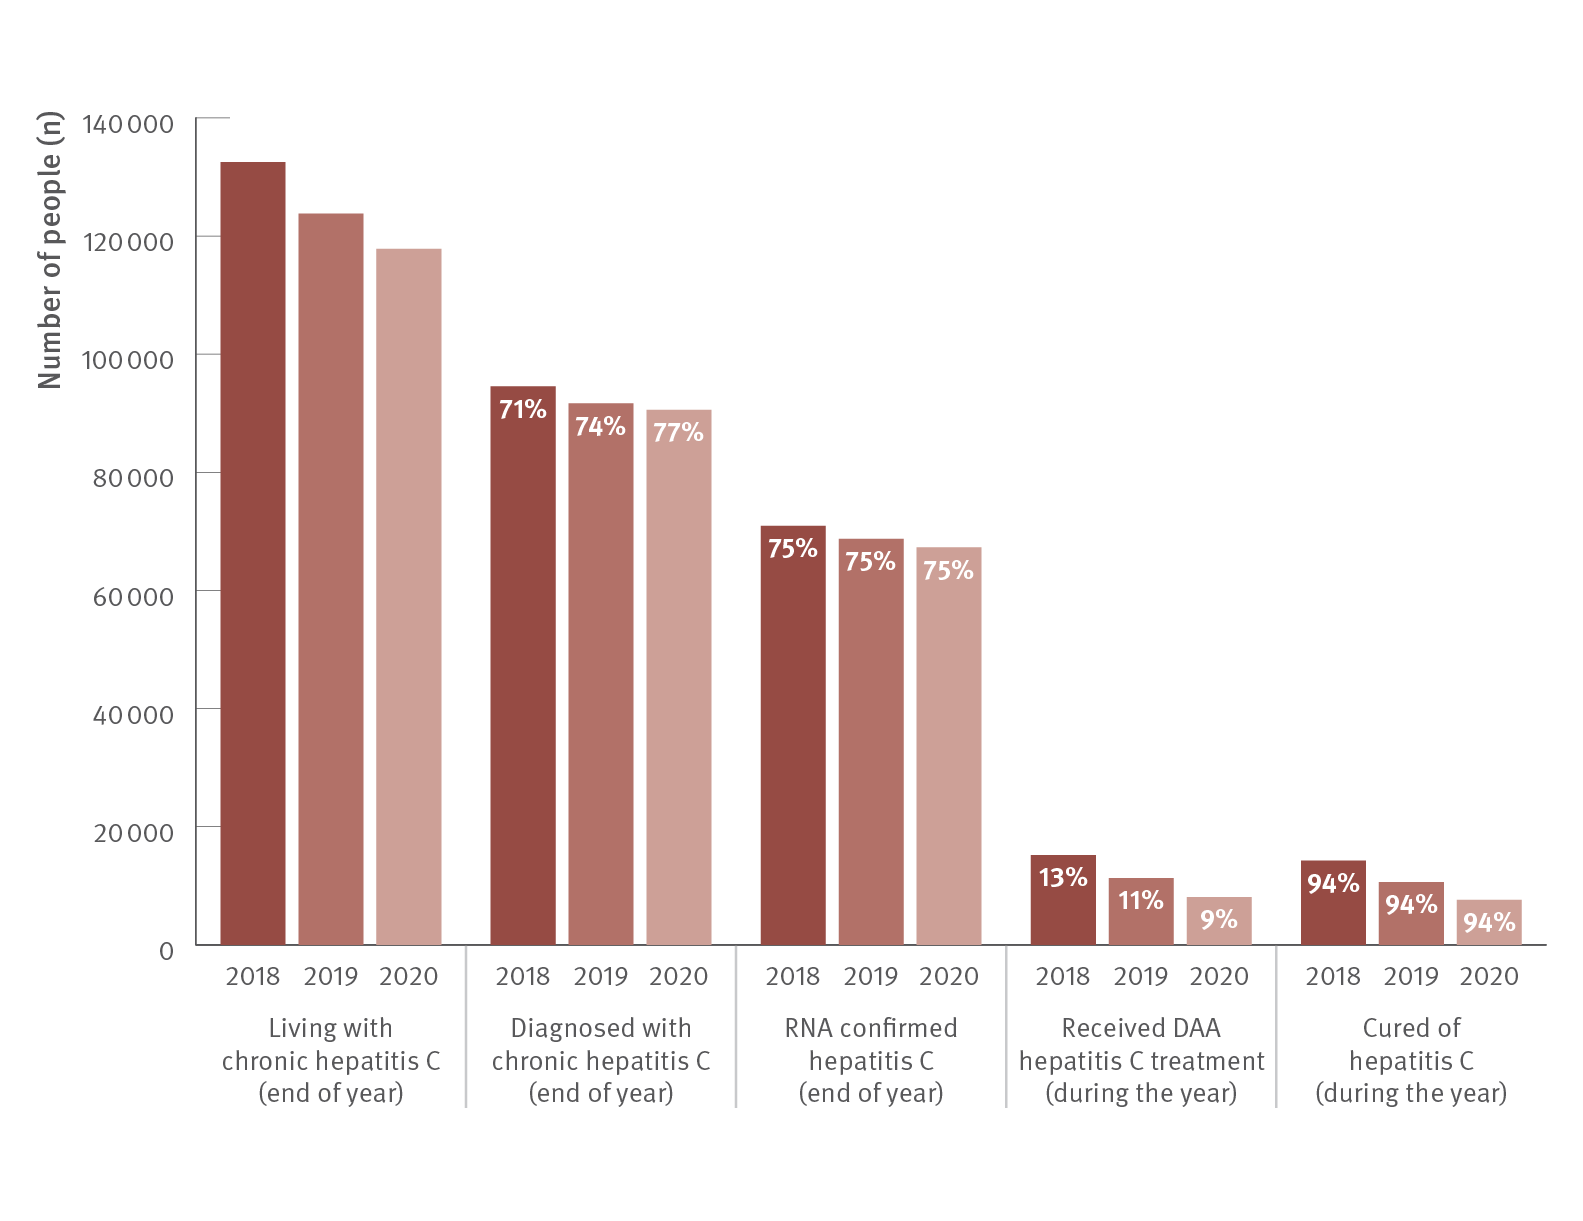 Number of people (n)
140 000
120 000
100 000
80 000
60 000
40 000
20 000
0
71%
74%
77%
75%
75%
75%
13%
11%
9%
94%
94%
94%
2018 2019 2020
2018 2019 2020
2018 2019 2020
2018 2019 2020
2018 2019 2020
Living with
chronic hepatitis C
(end of year)
Diagnosed with
chronic hepatitis C
(end of year)
RNA confirmed
hepatitis C
(end of year)
Received DAA
hepatitis C treatment
(during the year)
Cured of
hepatitis C
(during the year)